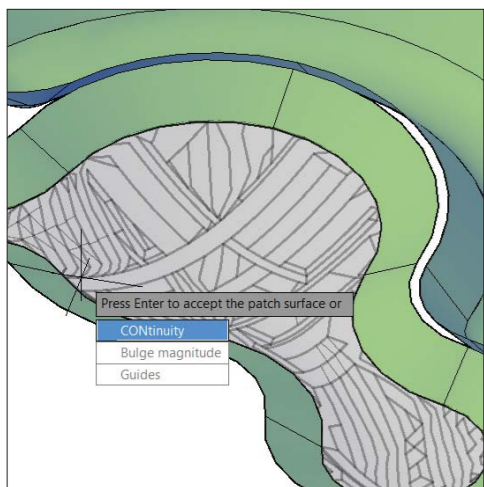 Press Enter to accept the patch surface or
CONtinuity
Bulge magnitude
Guides